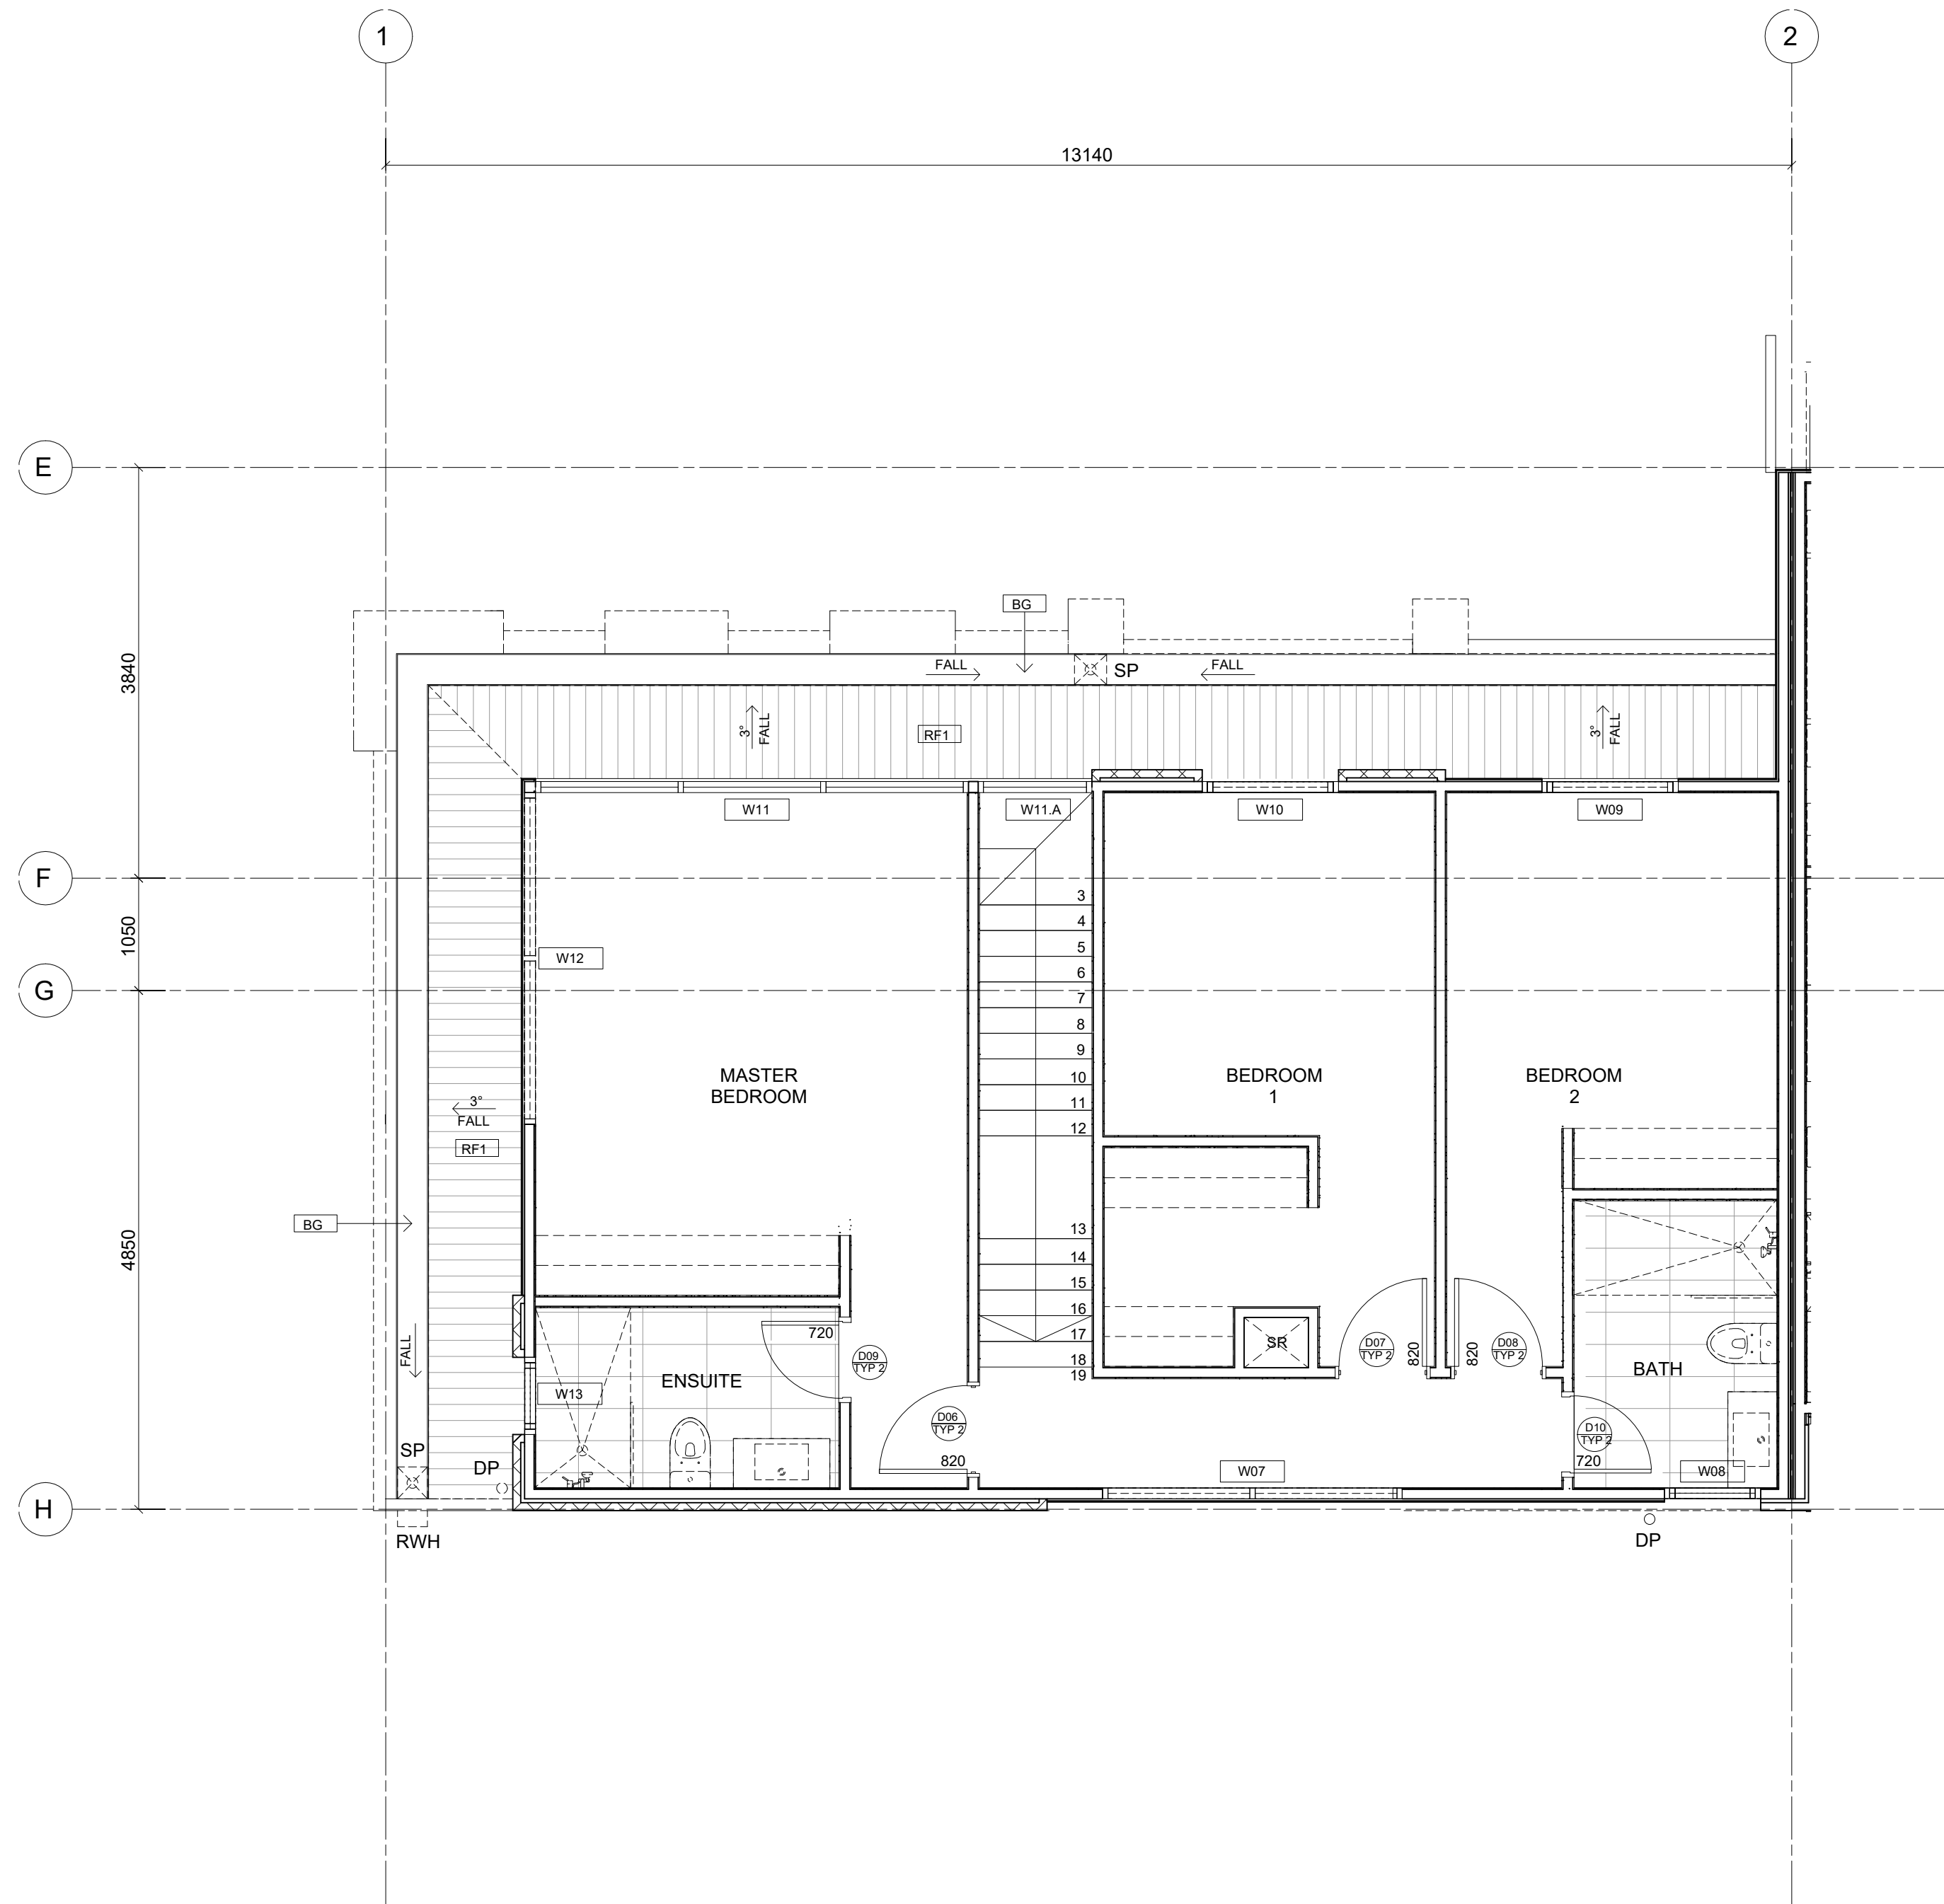 1
2
13140
E
BG
3840
FALL
SP
FALL
3°
FALL
RF1
3°
FALL
W11
W11.A
W10
W09
F
3
4
1050
5
W12
6
G
7
8
9
MASTER
BEDROOM
BEDROOM
1
BEDROOM
2
10
11
12
3°
FALL
RF1
BG
4850
13
14
15
16
17
18
19
720
D09
TYP 2
SR
D07
TYP 2
820
820
D08
TYP 2
FALL
ENSUITE
W13
BATH
D06
TYP 2
820
D10
TYP 2
720
SP
DP
W07
W08
H
RWH
DP